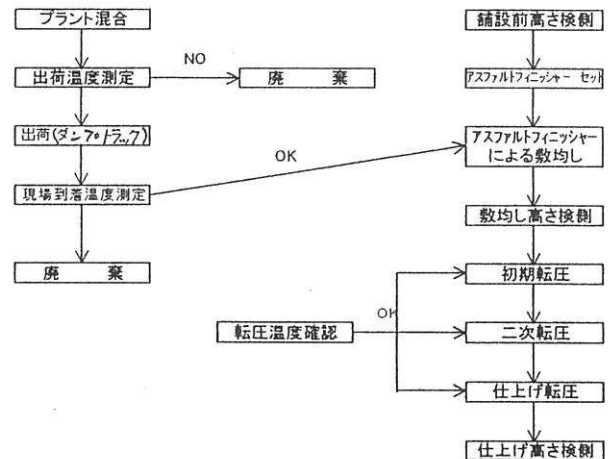 プラント混合
出荷温度測定
NO
廃　棄
出荷(ダンプトラック)
現場到着温度測定
OK
廃　棄
舗設前高さ検側
アスファルトフィニッシャー セット
アスファルトフィニッシャー
による敷均し
敷均し高さ検側
初期転圧
転圧温度確認
OK
二次転圧
仕上げ転圧
仕上げ高さ検側